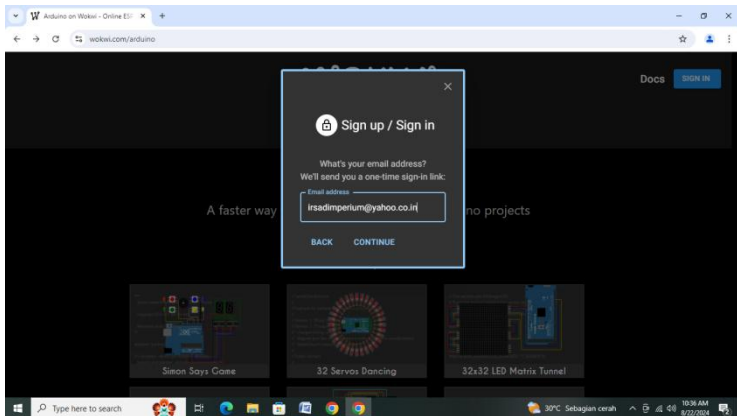 Arduino on Wokwi - Online ESP
wokwi.com/arduino
Docs
SIGN IN
Sign up / Sign in
What's your email address?
We'll send you a one-time sign-in link:
Email address
irsadimperium@yahoo.co.in
BACK
CONTINUE
A faster way
no projects
Simon Says Game
32 Servos Dancing
32x32 LED Matrix Tunnel
Type here to search
30°C Sebagian cerah
10:36 AM
8/22/2024